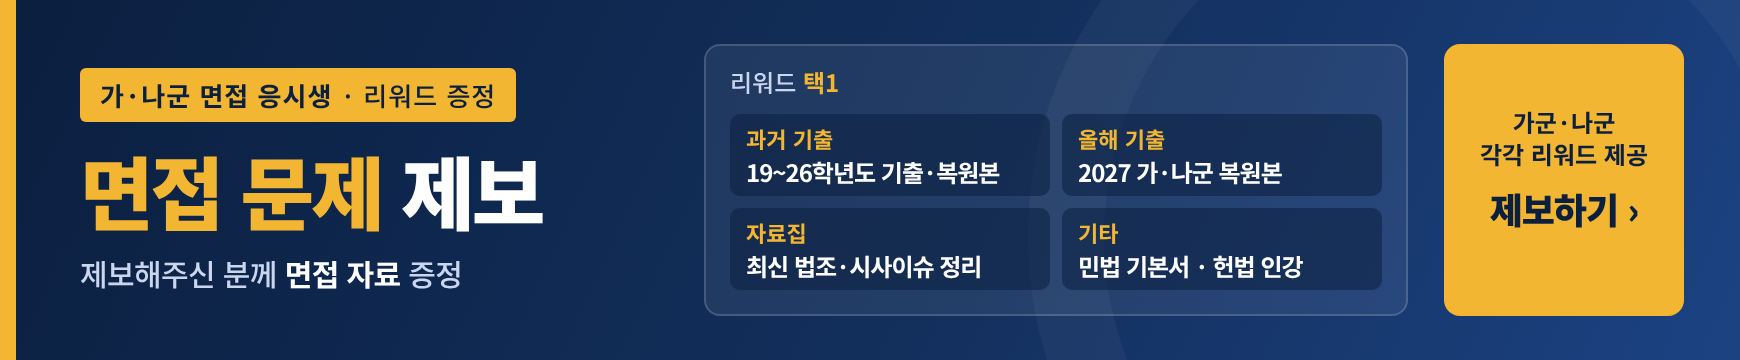 가·나군 면접 응시생 · 리워드 증정
면접 문제 제보
제보해주신 분께 면접 자료 증정
리워드 택1
과거 기출
19~26학년도 기출·복원본
올해 기출
2027 가·나군 복원본
자료집
최신 법조·시사이슈 정리
기타
민법 기본서 · 헌법 인강
가군·나군
각각 리워드 제공
제보하기 ›